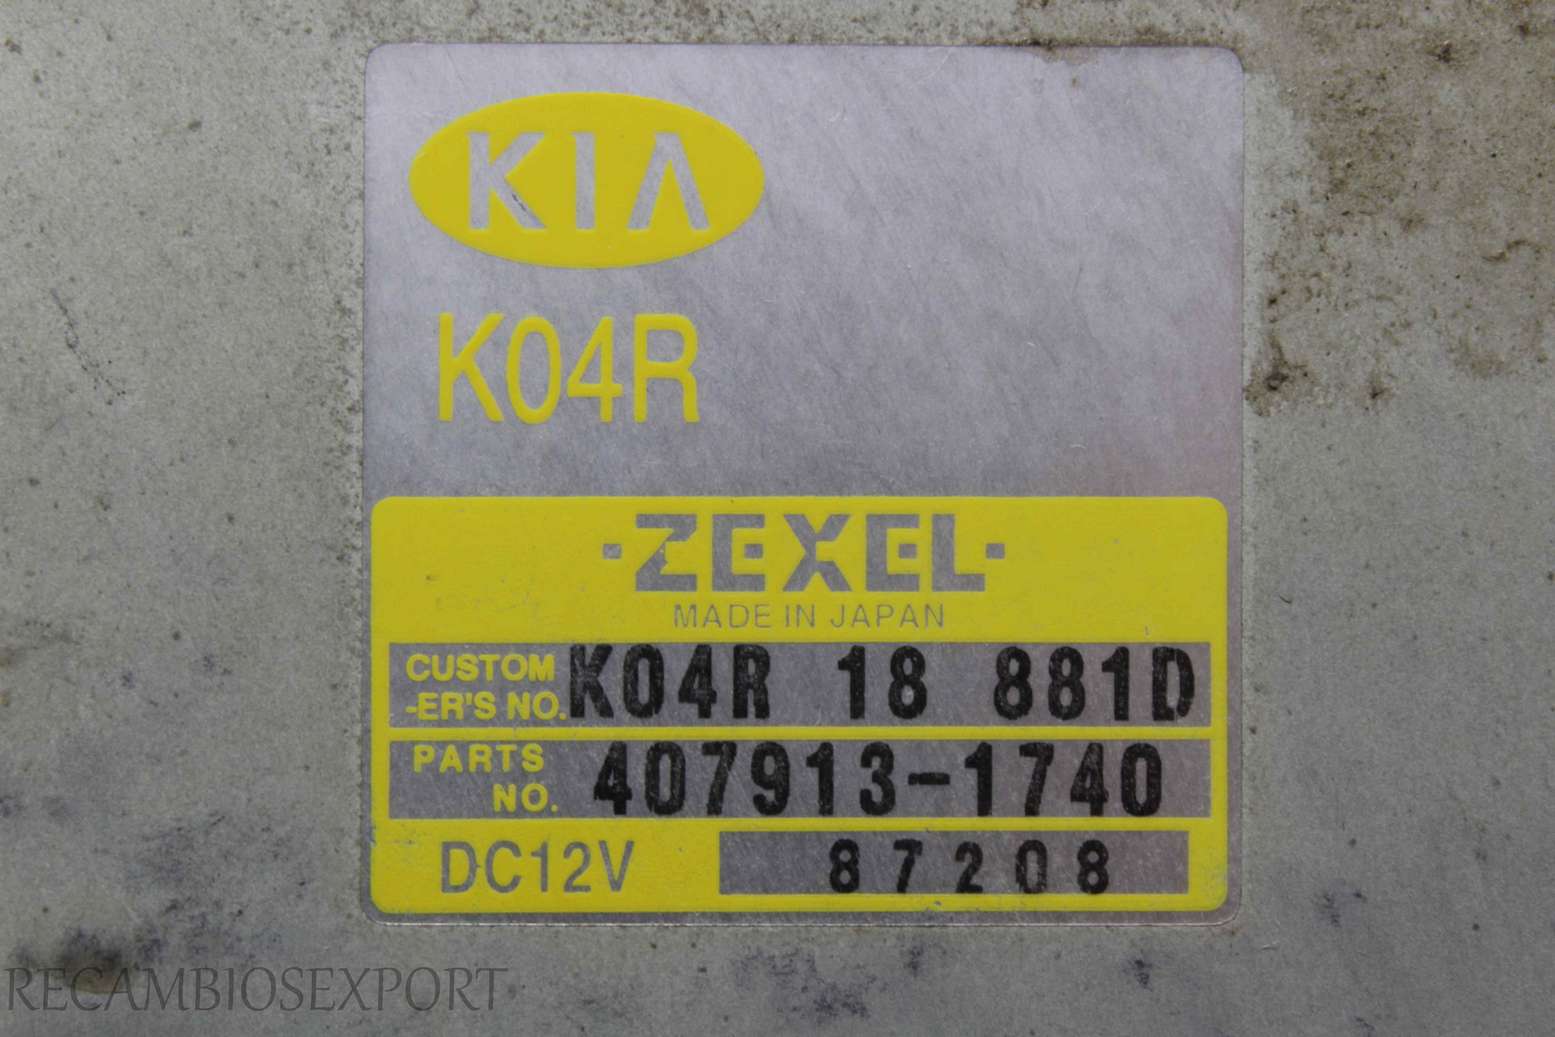 KIA
K04R
·ZEXEL·
MADE IN JAPAN
CUSTOM
-ER'S NO. K04R 18 881D
PARTS
NO. 407913-1740
DC12V 87208
RECAMBIOSEXPORT